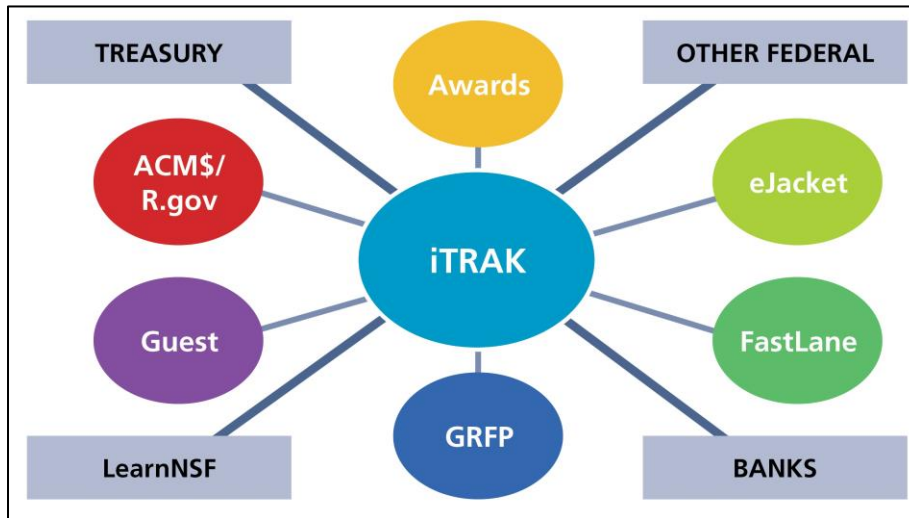 TREASURY
Awards
OTHER FEDERAL
ACM$/
R.gov
eJacket
iTRAK
Guest
FastLane
GRFP
LearnNSF
BANKS